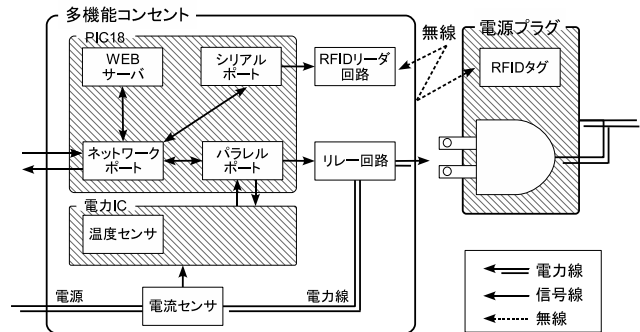 多機能コンセント
PIC18
WEB
サーバ
シリアル
ポート
RFIDリーダ
回路
無線
電源プラグ
RFIDタグ
ネットワーク
ポート
パラレル
ポート
リレー回路
電力IC
温度センサ
電源
電流センサ
電力線
電力線
信号線
無線